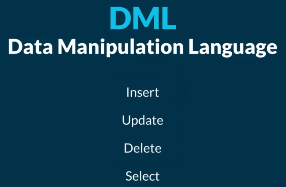 DML
Data Manipulation Language
Insert
Update
Delete
Select